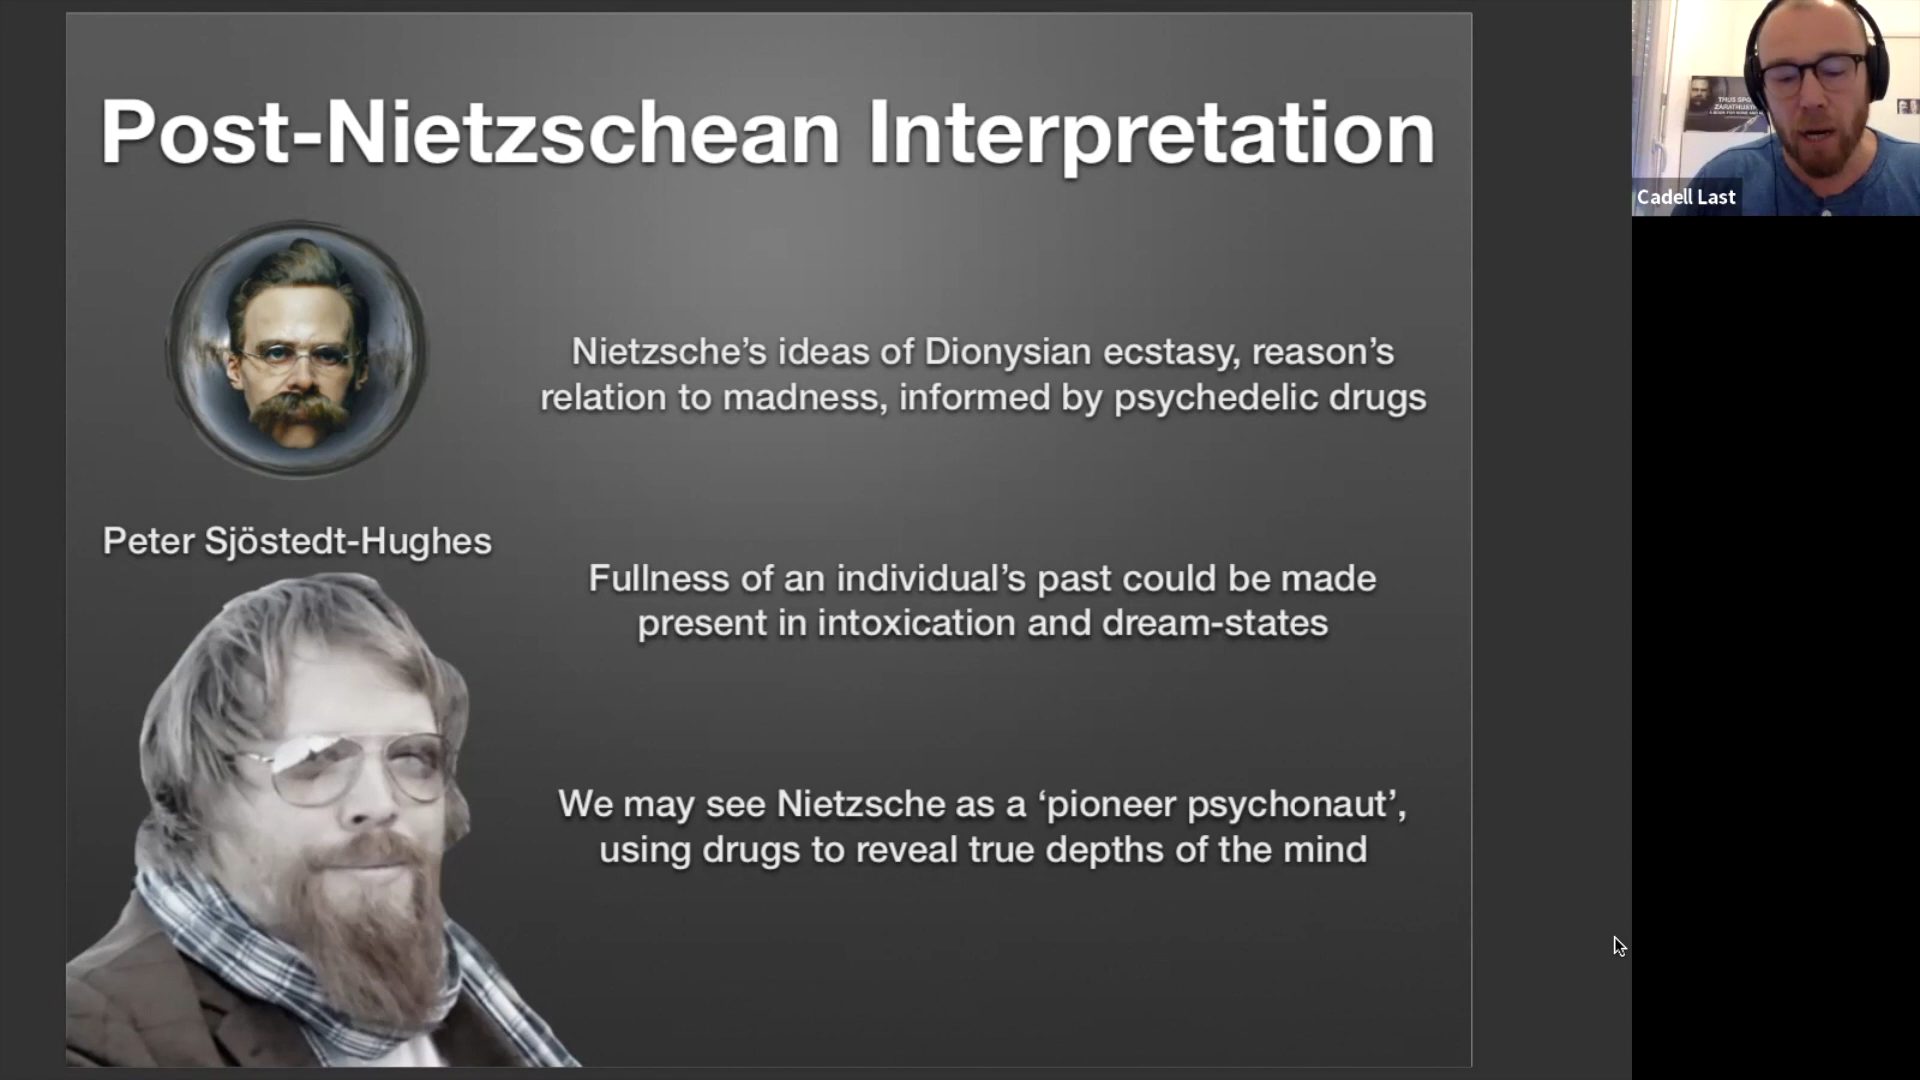 Post-Nietzschean Interpretation
Nietzsche’s ideas of Dionysian ecstasy, reason’s
relation to madness, informed by psychedelic drugs
Peter Sjöstedt-Hughes
Fullness of an individual’s past could be made
present in intoxication and dream-states
We may see Nietzsche as a ‘pioneer psychonaut’,
using drugs to reveal true depths of the mind
Cadell Last
THUS
ZARATHUST